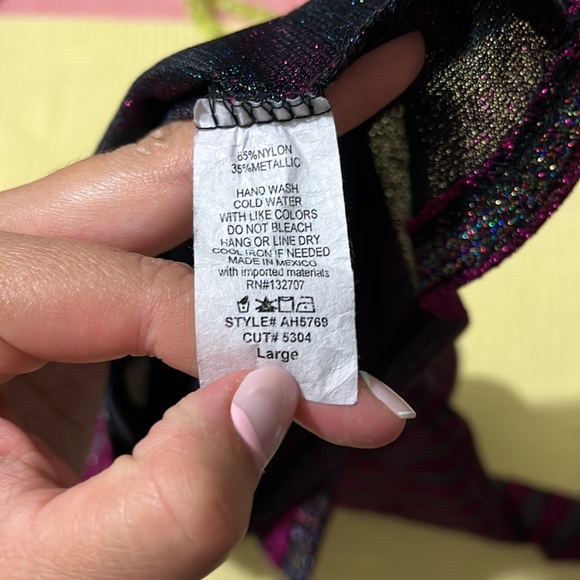 65%NYLON
35%METALLIC
HAND WASH
COLD WATER
WITH LIKE COLORS
DO NOT BLEACH
HANG OR LINE DRY
COOL IRON IF NEEDED
MADE IN MEXICO
with imported materials
RN#132707
STYLE# AH5769
CUT# 5304
Large